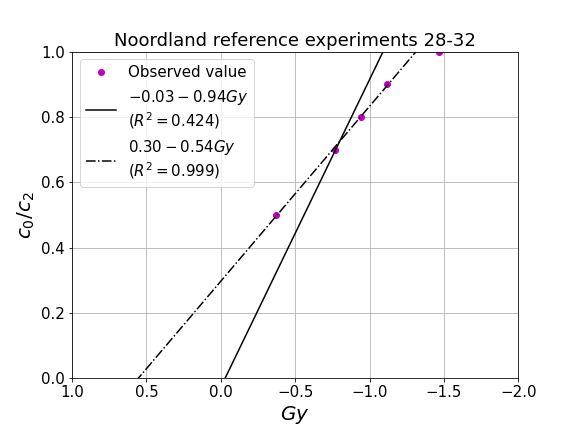 Noordland reference experiments 28-32
Observed value
−0.03 − 0.94Gy
(R² = 0.424)
0.30 − 0.54Gy
(R² = 0.999)
c₀/c₂
1.0
0.8
0.6
0.4
0.2
0.0
1.0 0.5 0.0 −0.5 −1.0 −1.5 −2.0
Gy